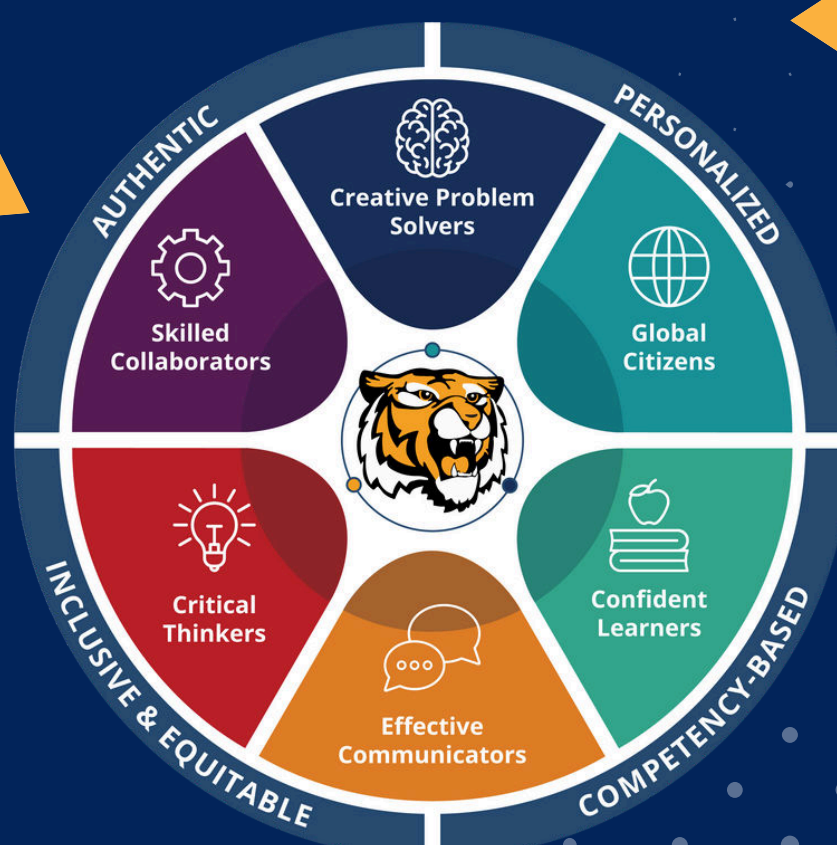 AUTHENTIC
PERSONALIZED
Creative Problem
Solvers
Skilled
Collaborators
Global
Citizens
Critical
Thinkers
Confident
Learners
Effective
Communicators
INCLUSIVE & EQUITABLE
COMPETENCY-BASED